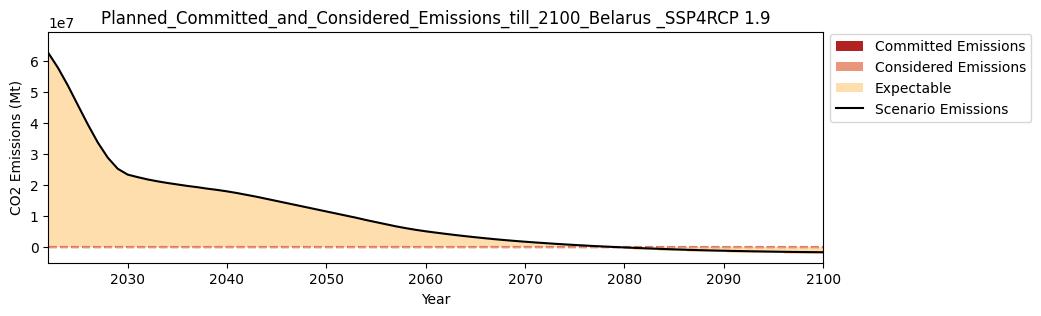 Planned_Committed_and_Considered_Emissions_till_2100_Belarus _SSP4RCP 1.9
1e7
6
5
4
3
2
1
0
CO2 Emissions (Mt)
2030 2040 2050 2060 2070 2080 2090 2100
Year
Committed Emissions
Considered Emissions
Expectable
Scenario Emissions